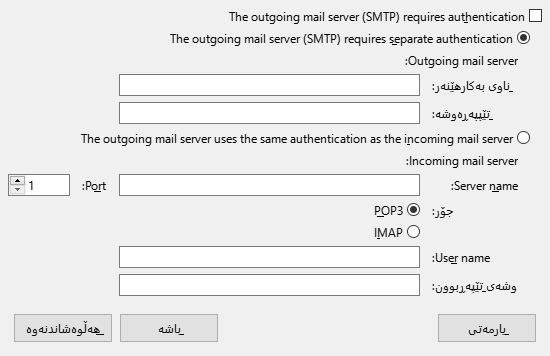 The outgoing mail server (SMTP) requires authentication
The outgoing mail server (SMTP) requires separate authentication
Outgoing mail server:
ناوی بەکارهێنەر:
تێپپەڕەوشە:
The outgoing mail server uses the same authentication as the incoming mail server
Incoming mail server:
Server name: Port: 1
جۆر: POP3
IMAP
User name:
وشەی تێپەڕبوون:
یارمەتی باشە هەڵوەشاندنەوە